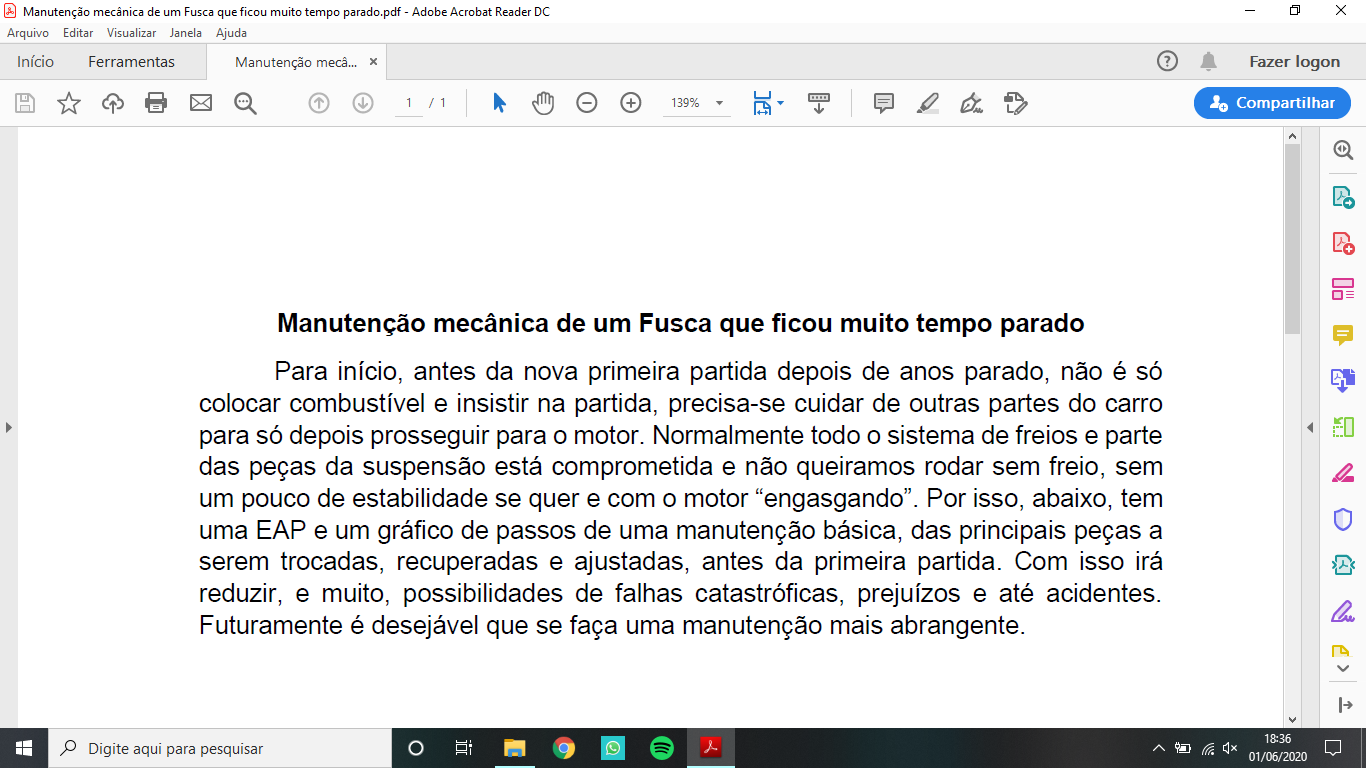 Manutenção mecânica de um Fusca que ficou muito tempo parado.pdf - Adobe Acrobat Reader DC
Arquivo Editar Visualizar Janela Ajuda
Início Ferramentas Manutenção mecâ... Fazer logon
1 / 1 139% Compartilhar
Manutenção mecânica de um Fusca que ficou muito tempo parado
Para início, antes da nova primeira partida depois de anos parado, não é só
colocar combustível e insistir na partida, precisa-se cuidar de outras partes do carro
para só depois prosseguir para o motor. Normalmente todo o sistema de freios e parte
das peças da suspensão está comprometida e não queiramos rodar sem freio, sem
um pouco de estabilidade se quer e com o motor “engasgando”. Por isso, abaixo, tem
uma EAP e um gráfico de passos de uma manutenção básica, das principais peças a
serem trocadas, recuperadas e ajustadas, antes da primeira partida. Com isso irá
reduzir, e muito, possibilidades de falhas catastróficas, prejuízos e até acidentes.
Futuramente é desejável que se faça uma manutenção mais abrangente.
Digite aqui para pesquisar
18:36
01/06/2020